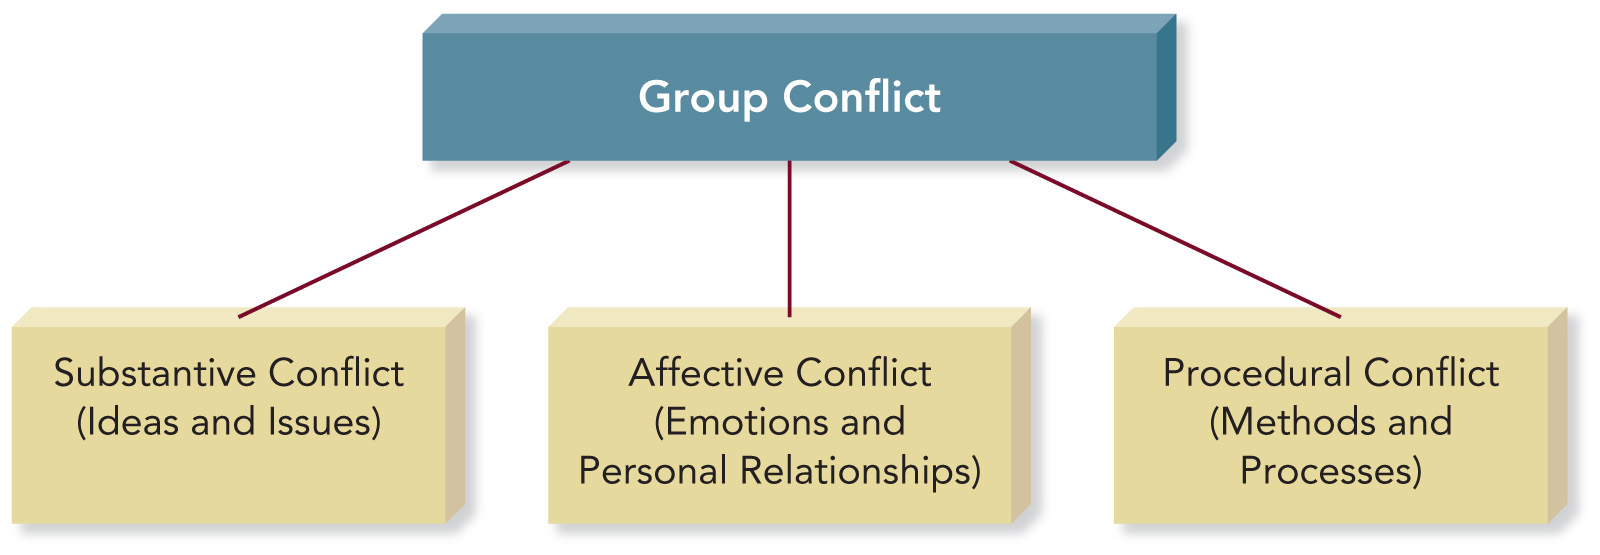 Group Conflict
Substantive Conflict
(Ideas and Issues)
Affective Conflict
(Emotions and
Personal Relationships)
Procedural Conflict
(Methods and
Processes)